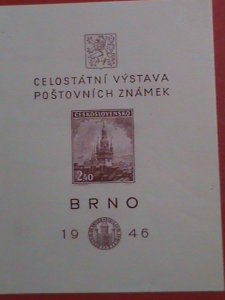 CELOSTÁTNÍ VÝSTAVA
POŠTOVNÍCH ZNÁMEK
ČESKOSLOVENSKO
2.40
BRNO
19 46